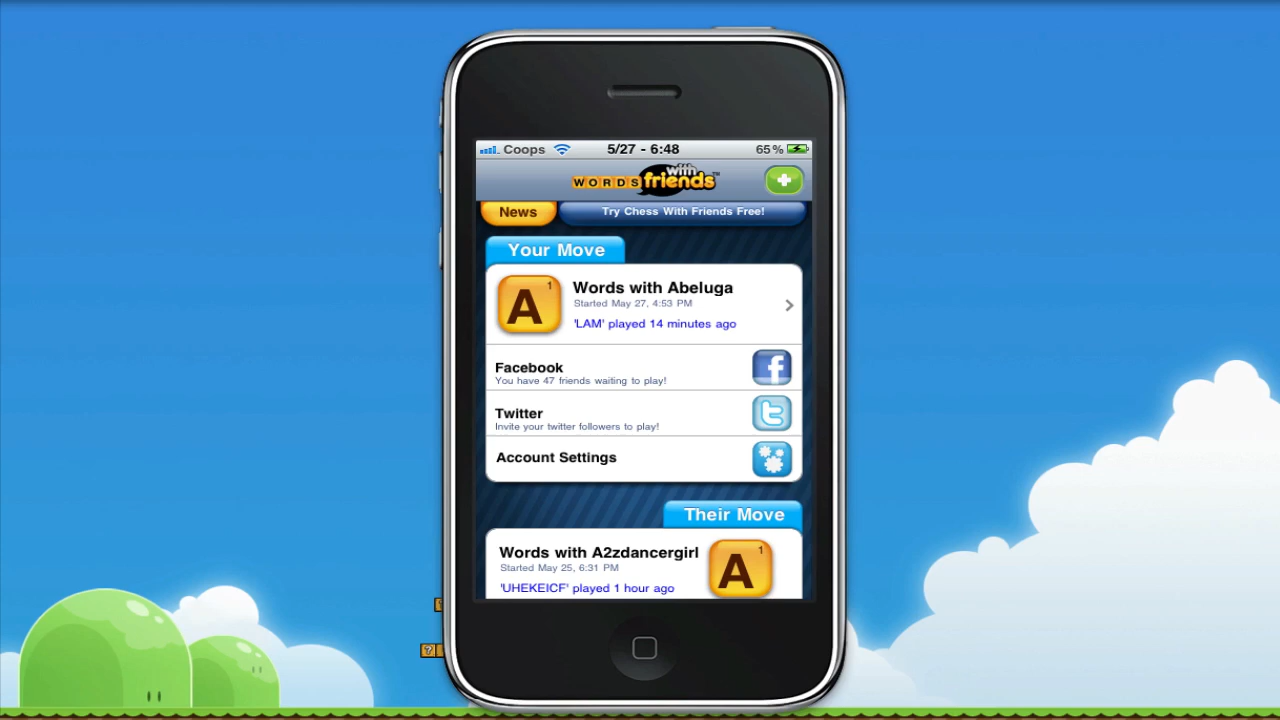 Coops 5/27 - 6:48 65%
WORDS with friends™
News
Try Chess With Friends Free!
Your Move
A 1
Words with Abeluga
Started May 27, 4:53 PM
'LAM' played 14 minutes ago
Facebook
You have 47 friends waiting to play!
f
Twitter
Invite your twitter followers to play!
t
Account Settings
Their Move
Words with A2zdancergirl
Started May 25, 6:31 PM
'UHEKEICF' played 1 hour ago
A 1
?
?